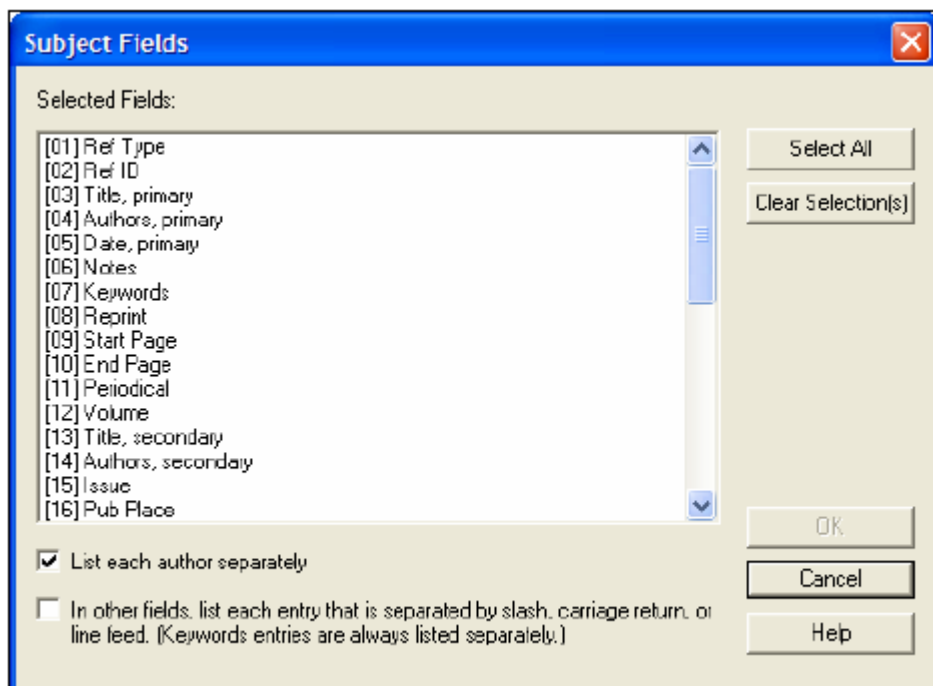 Subject Fields
Selected Fields:
[01] Ref Type
[02] Ref ID
[03] Title, primary
[04] Authors, primary
[05] Date, primary
[06] Notes
[07] Keywords
[08] Reprint
[09] Start Page
[10] End Page
[11] Periodical
[12] Volume
[13] Title, secondary
[14] Authors, secondary
[15] Issue
[16] Pub Place
Select All
Clear Selection(s)
List each author separately
In other fields, list each entry that is separated by slash, carriage return, or
line feed. (Keywords entries are always listed separately.)
OK
Cancel
Help